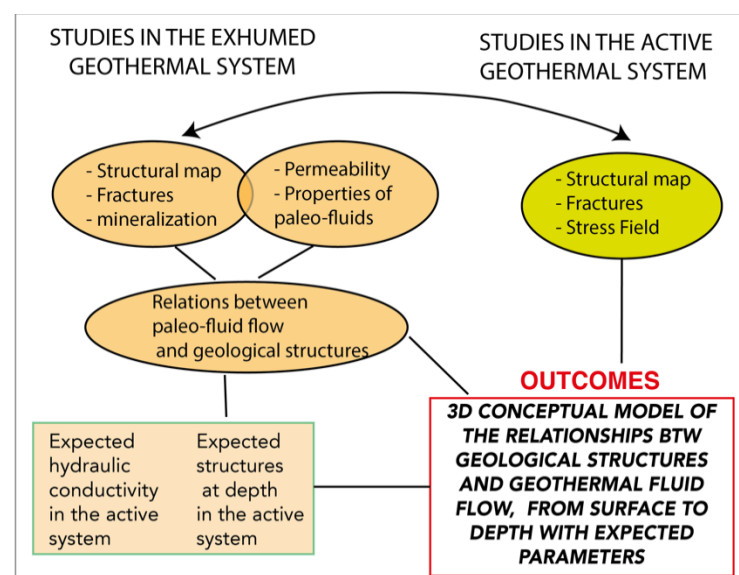 STUDIES IN THE EXHUMED
GEOTHERMAL SYSTEM
STUDIES IN THE ACTIVE
GEOTHERMAL SYSTEM
- Structural map
- Fractures
- mineralization
- Permeability
- Properties of
paleo-fluids
- Structural map
- Fractures
- Stress Field
Relations between
paleo-fluid flow
and geological structures
Expected
hydraulic
conductivity
in the active
system
Expected
structures
at depth
in the active
system
OUTCOMES
3D CONCEPTUAL MODEL OF
THE RELATIONSHIPS BTW
GEOLOGICAL STRUCTURES
AND GEOTHERMAL FLUID
FLOW, FROM SURFACE TO
DEPTH WITH EXPECTED
PARAMETERS